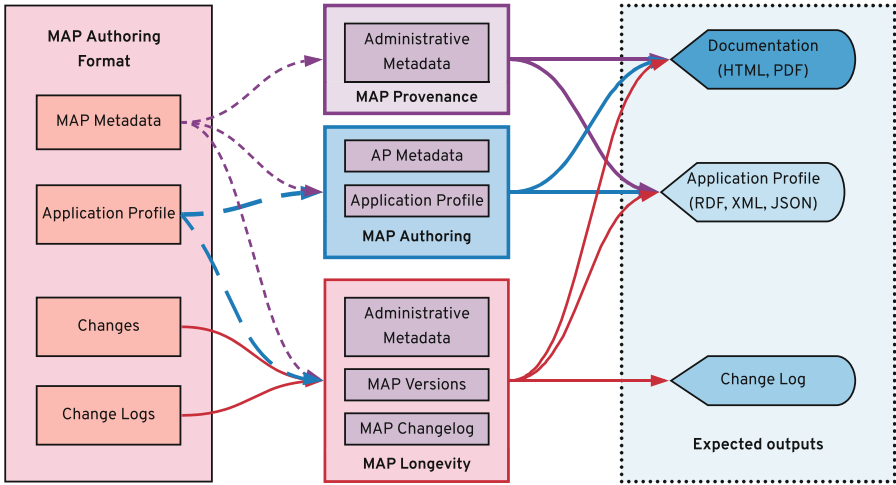 MAP Authoring
Format
MAP Metadata
Application Profile
Changes
Change Logs
Administrative
Metadata
MAP Provenance
AP Metadata
Application Profile
MAP Authoring
Administrative
Metadata
MAP Versions
MAP Changelog
MAP Longevity
Documentation
(HTML, PDF)
Application Profile
(RDF, XML, JSON)
Change Log
Expected outputs